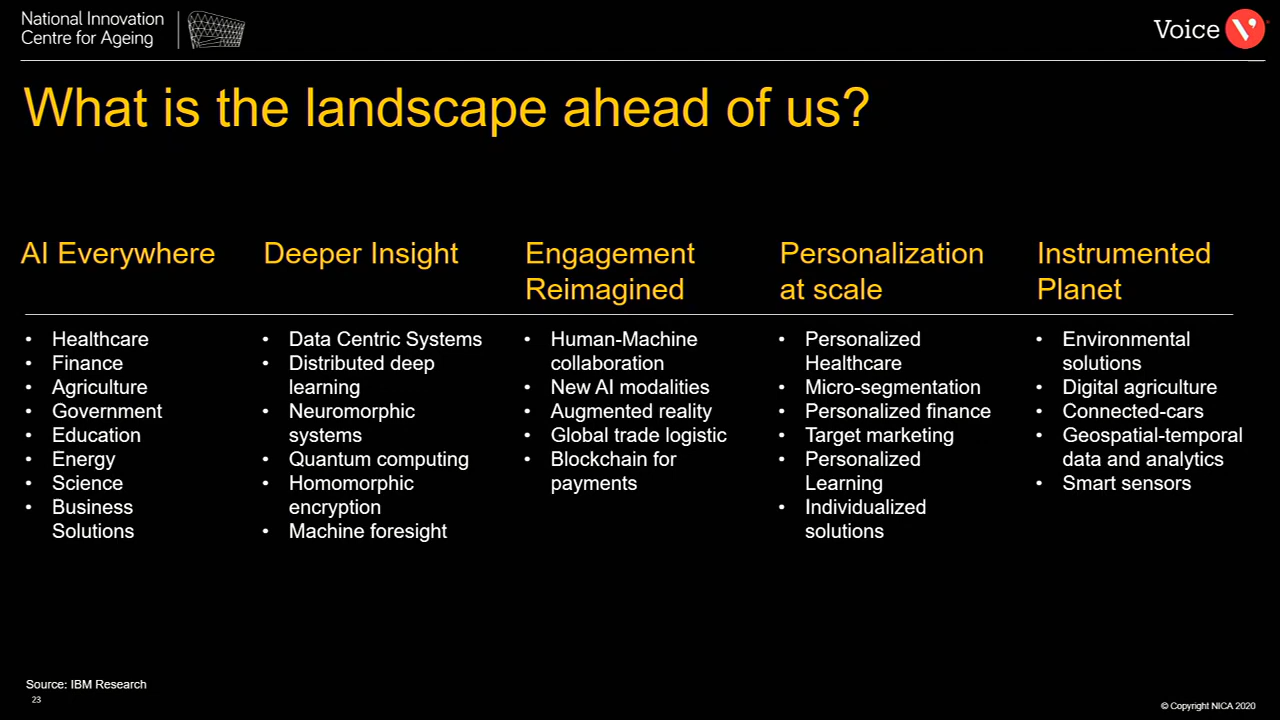 National Innovation
Centre for Ageing
Voice
What is the landscape ahead of us?
AI Everywhere
• Healthcare
• Finance
• Agriculture
• Government
• Education
• Energy
• Science
• Business
Solutions
Deeper Insight
• Data Centric Systems
• Distributed deep
learning
• Neuromorphic
systems
• Quantum computing
• Homomorphic
encryption
• Machine foresight
Engagement
Reimagined
• Human-Machine
collaboration
• New AI modalities
• Augmented reality
• Global trade logistic
• Blockchain for
payments
Personalization
at scale
• Personalized
Healthcare
• Micro-segmentation
• Personalized finance
• Target marketing
• Personalized
Learning
• Individualized
solutions
Instrumented
Planet
• Environmental
solutions
• Digital agriculture
• Connected-cars
• Geospatial-temporal
data and analytics
• Smart sensors
Source: IBM Research
23
© Copyright NICA 2020